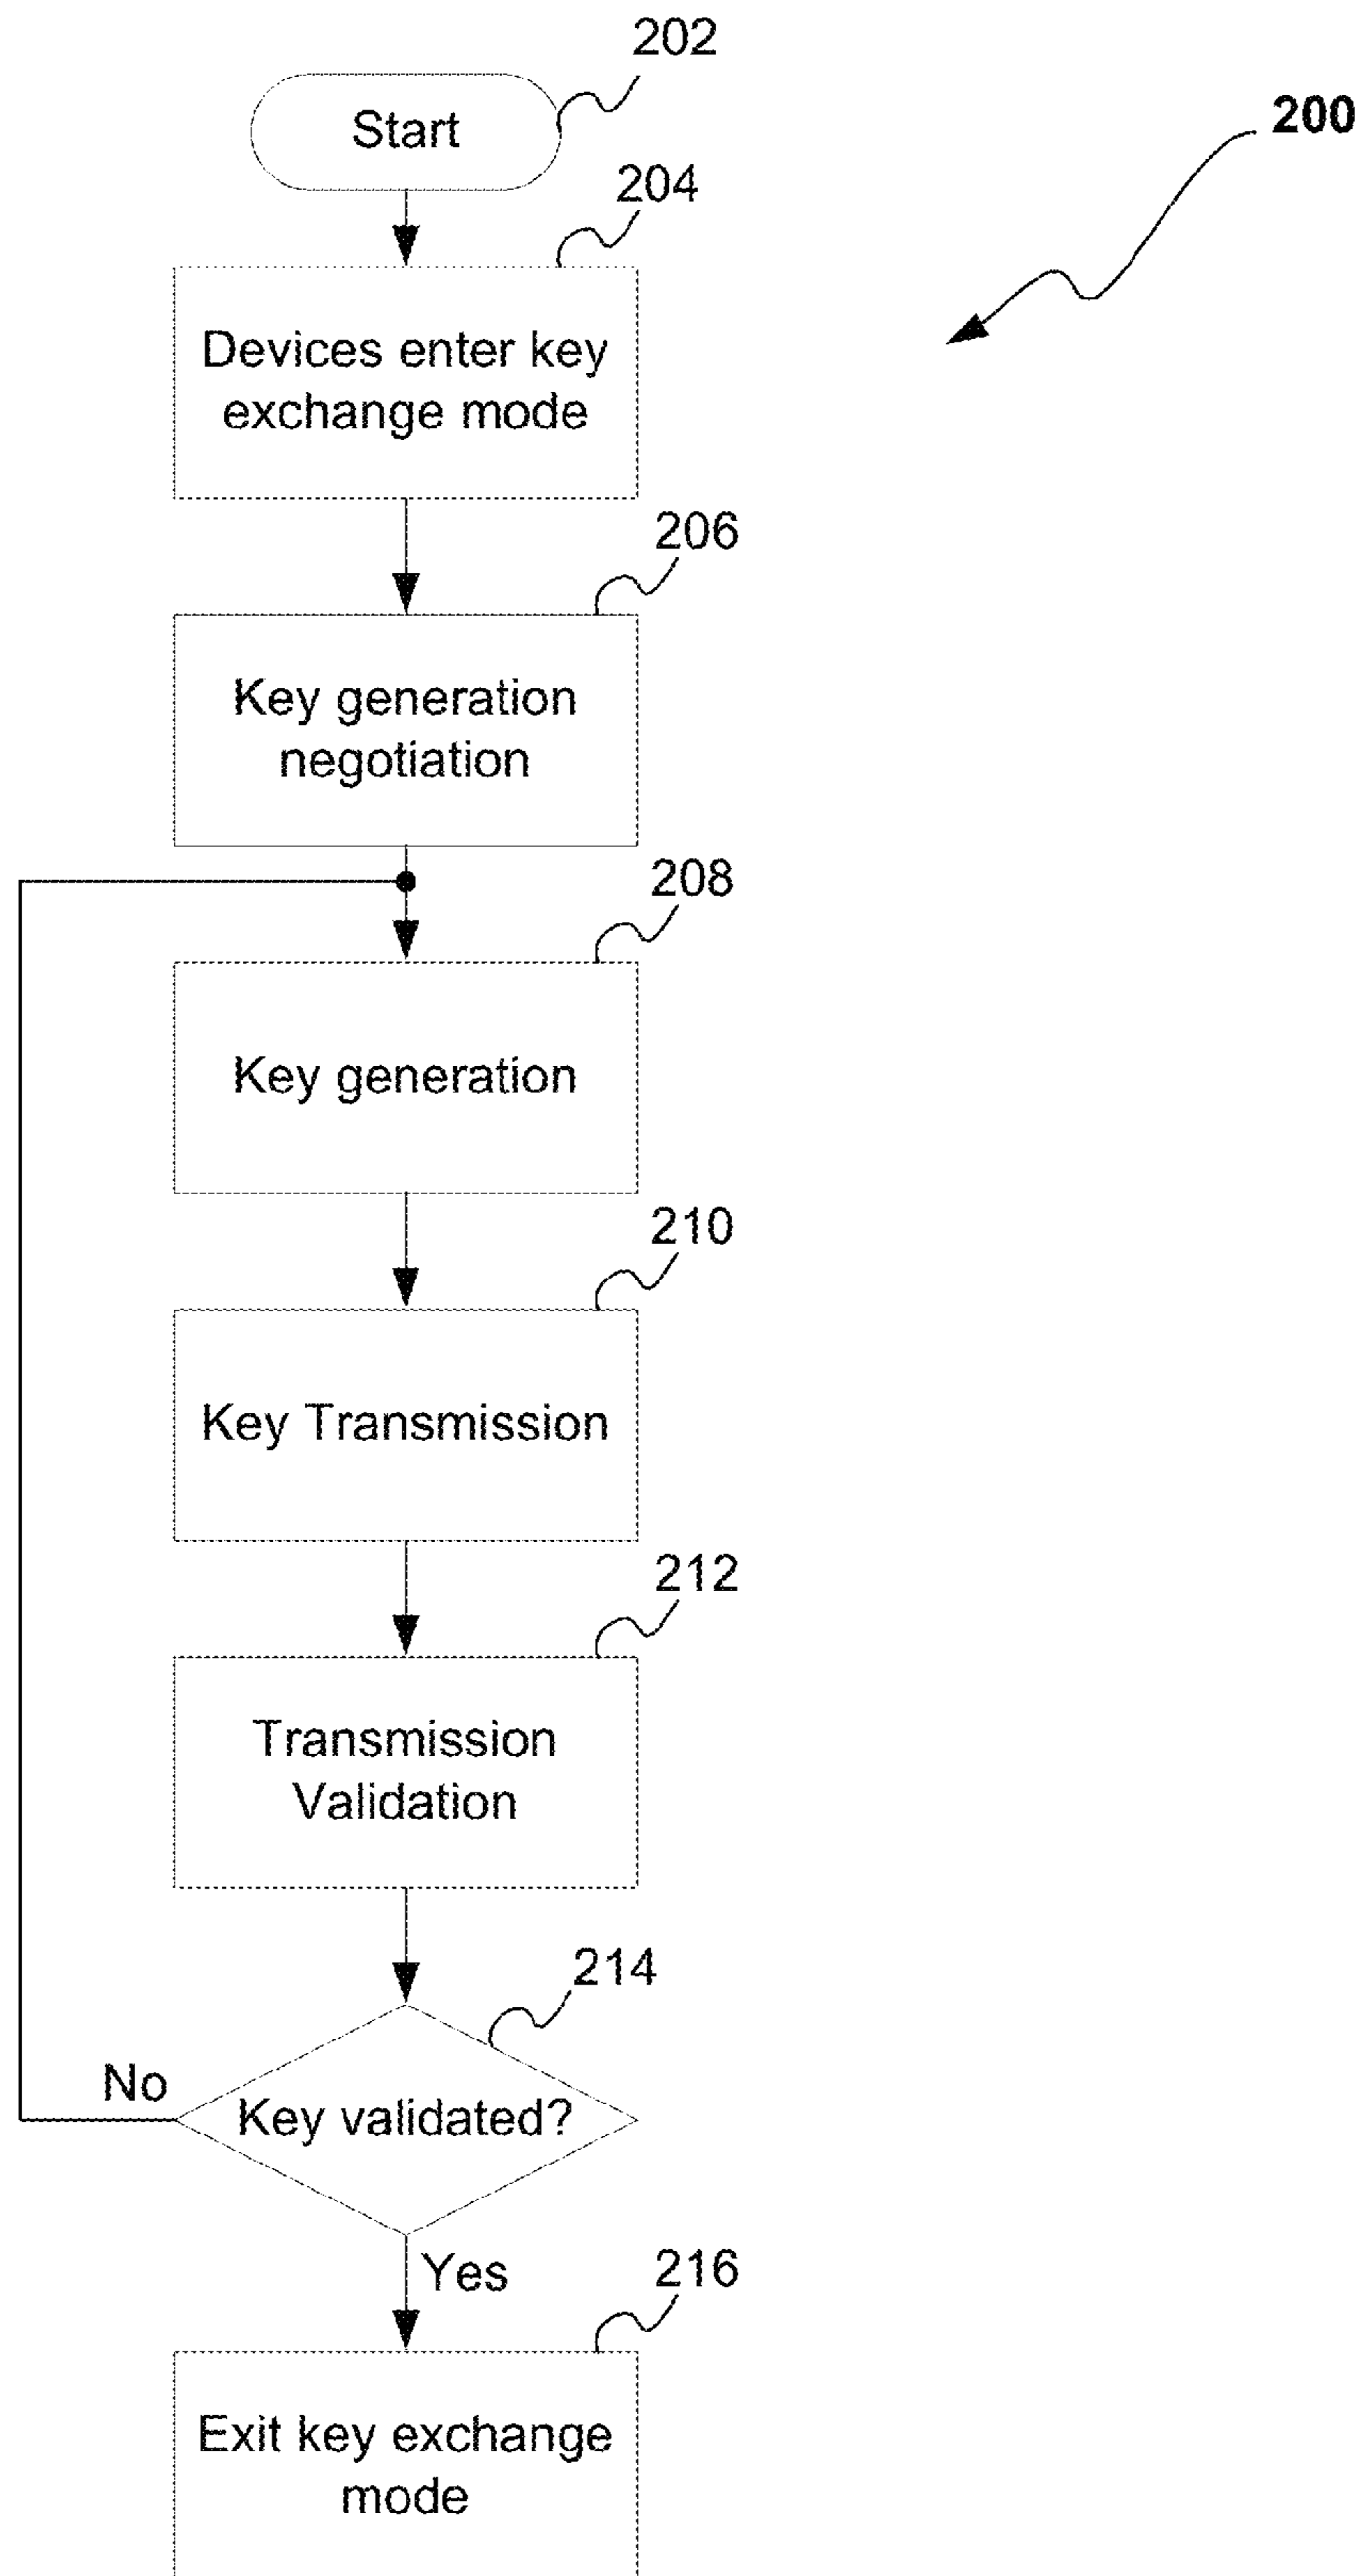 202
Start
200
204
Devices enter key
exchange mode
206
Key generation
negotiation
208
Key generation
210
Key Transmission
212
Transmission
Validation
214
No
Key validated?
Yes
216
Exit key exchange
mode